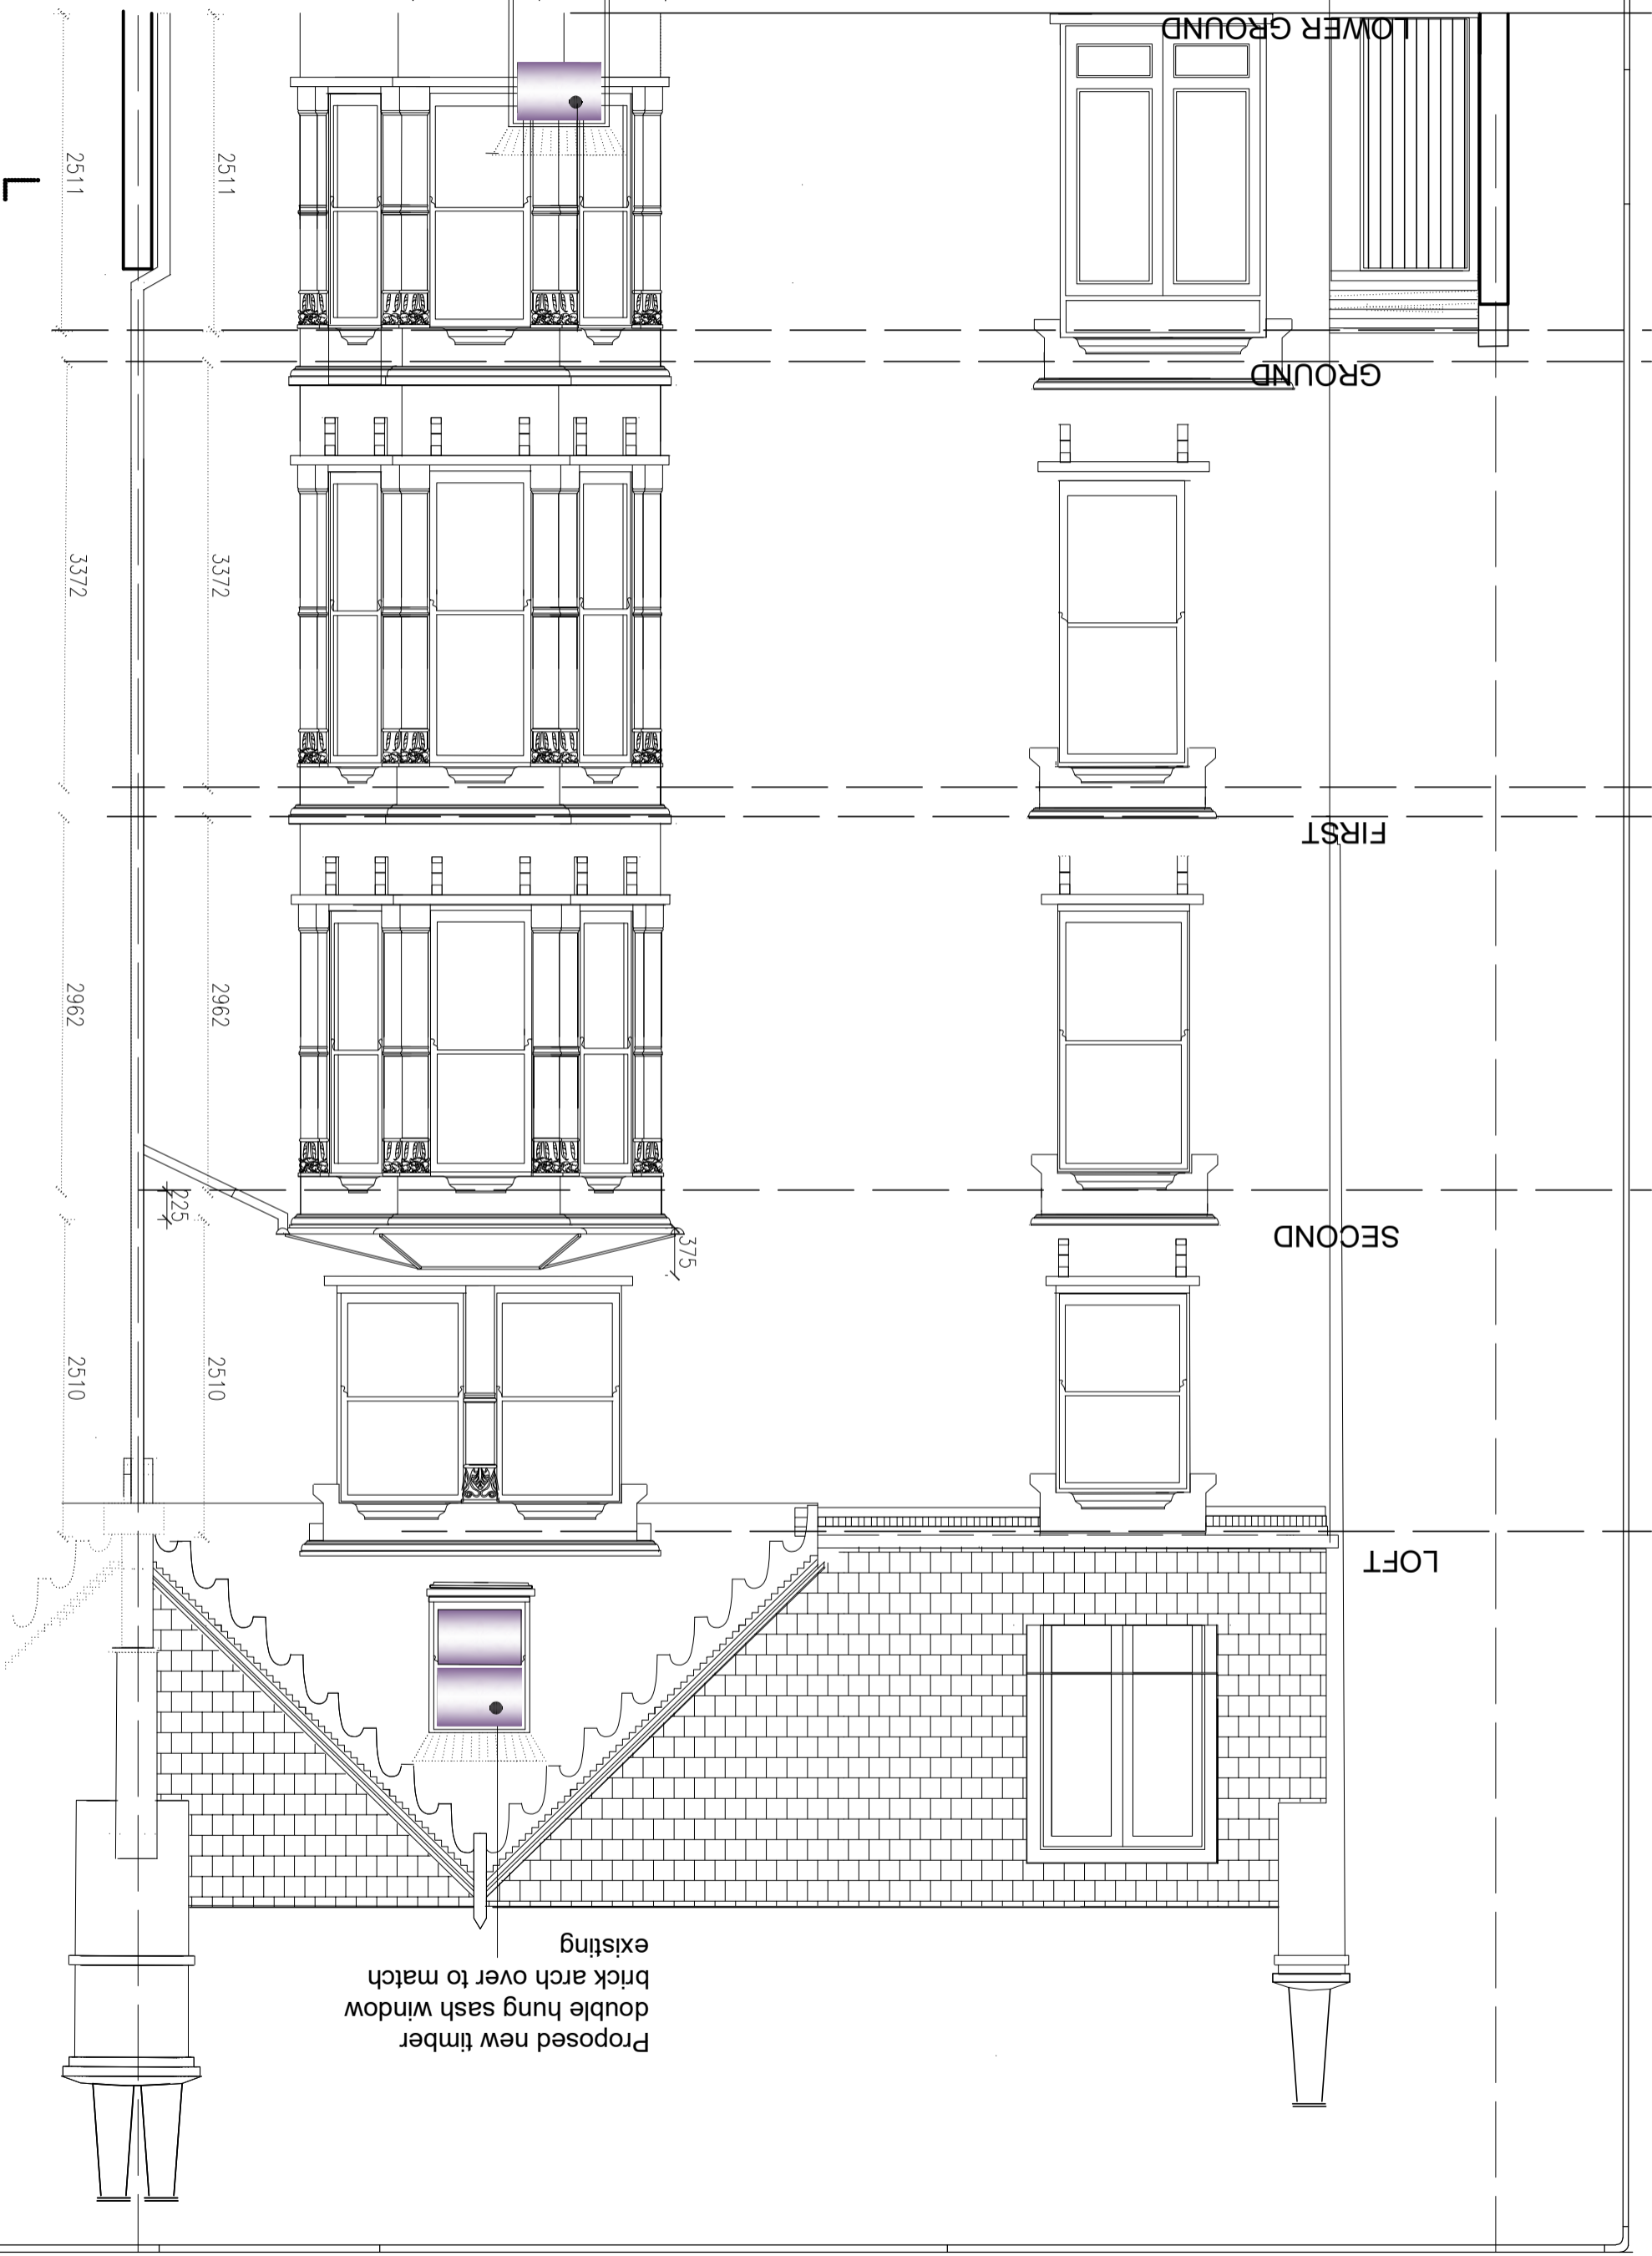 Proposed new timber
double hung sash window
brick arch over to match
existing
LOFT
2510
2510
375
SECOND
225
2962
2962
FIRST
3372
3372
GROUND
2511
2511
LOWER GROUND
L